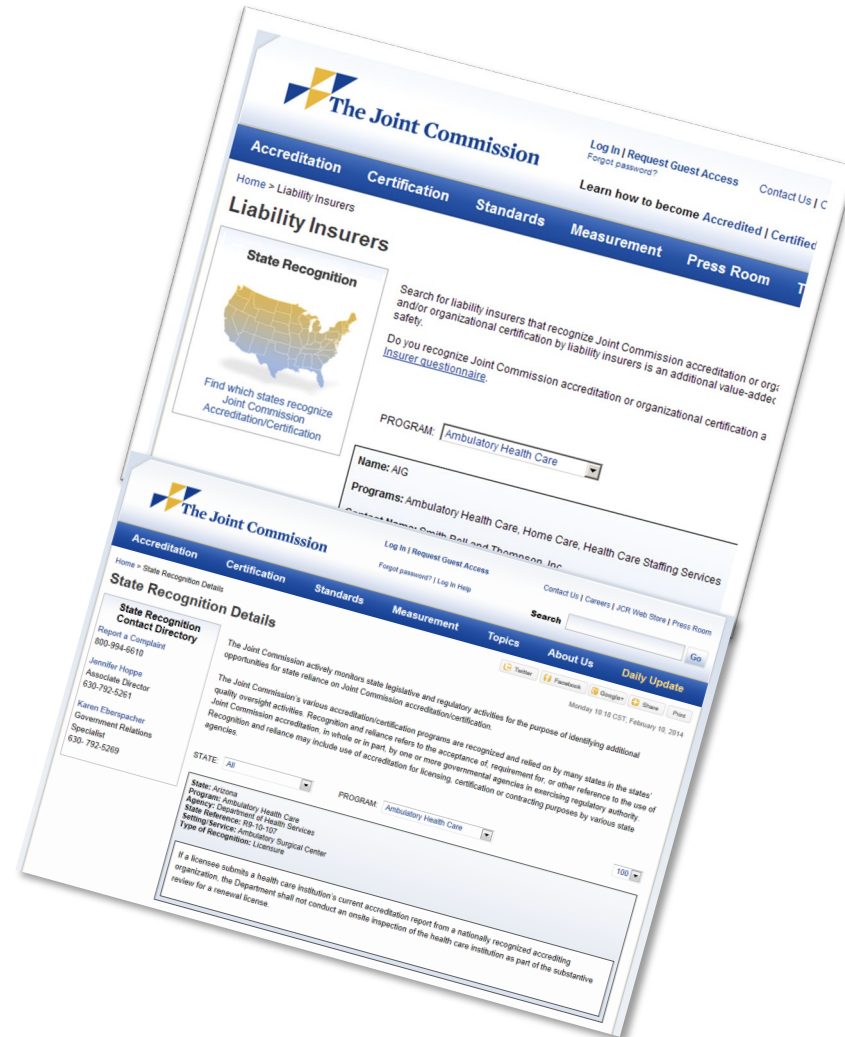 The Joint Commission
Log In | Request Guest Access
Forgot password?
Contact Us | C
Learn how to become Accredited | Certified
Accreditation Certification Standards Measurement Press Room T
Home > Liability Insurers
Liability Insurers
State Recognition
Find which states recognize
Joint Commission
Accreditation/Certification
Search for liability insurers that recognize Joint Commission accreditation or orga
and/or organizational certification by liability insurers is an additional value-added
safety.
Do you recognize Joint Commission accreditation or organizational certification a
Insurer questionnaire.
PROGRAM: Ambulatory Health Care
Name: AIG
Programs: Ambulatory Health Care, Home Care, Health Care Staffing Services
Contact Name: Smith Bell and Thompson, Inc.
The Joint Commission
Log In | Request Guest Access
Forgot password? | Log In Help
Contact Us | Careers | JCR Web Store | Press Room
Search Go
Accreditation Certification Standards Measurement Topics About Us Daily Update
Home > State Recognition Details
State Recognition Details
Twitter Facebook Google+ Share Print
Monday 10:18 CST, February 10, 2014
State Recognition
Contact Directory
Report a Complaint
800-994-6610
Jennifer Hoppe
Associate Director
630-792-5261
Karen Eberspacher
Government Relations
Specialist
630- 792-5269
The Joint Commission actively monitors state legislative and regulatory activities for the purpose of identifying additional
opportunities for state reliance on Joint Commission accreditation/certification.
The Joint Commission's various accreditation/certification programs are recognized and relied on by many states in the states'
quality oversight activities. Recognition and reliance refers to the acceptance of, requirement for, or other reference to the use of
Joint Commission accreditation, in whole or in part, by one or more governmental agencies in exercising regulatory authority.
Recognition and reliance may include use of accreditation for licensing, certification or contracting purposes by various state
agencies.
STATE: All PROGRAM: Ambulatory Health Care
100
State: Arizona
Program: Ambulatory Health Care
Agency: Department of Health Services
State Reference: R9-10-107
Setting/Service: Ambulatory Surgical Center
Type of Recognition: Licensure
If a licensee submits a health care institution's current accreditation report from a nationally recognized accrediting
organization, the Department shall not conduct an onsite inspection of the health care institution as part of the substantive
review for a renewal license.